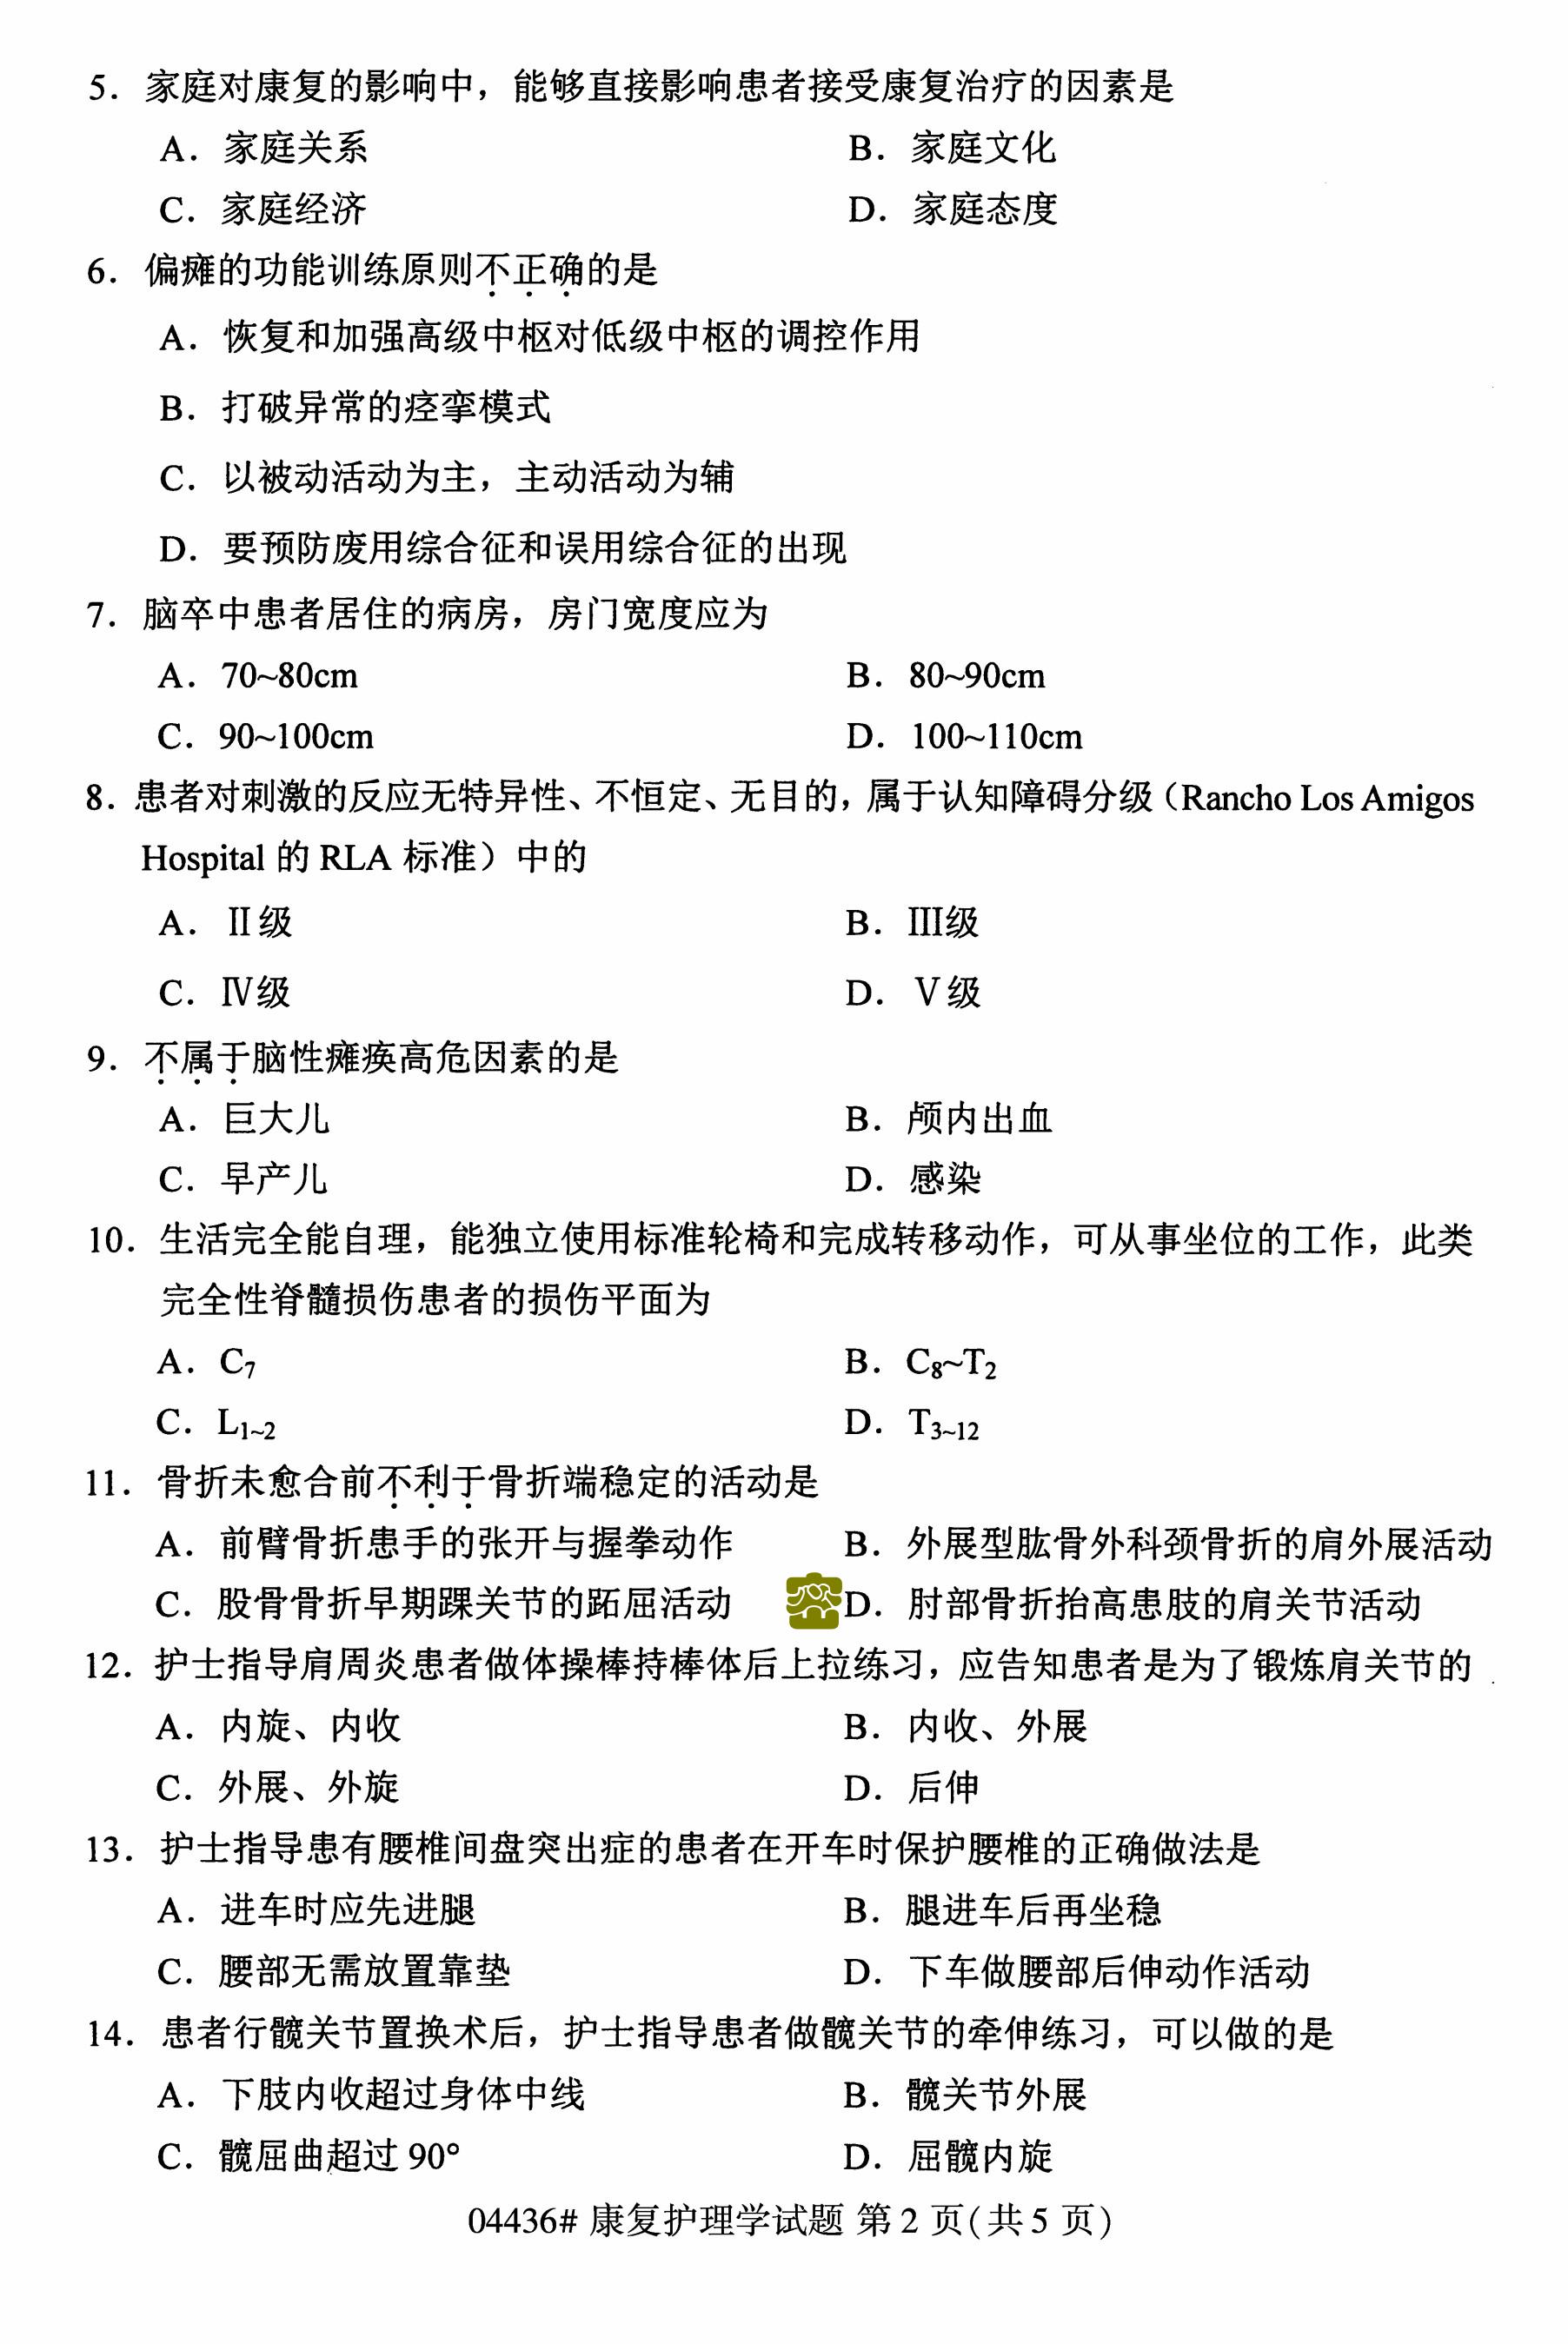 5. 家庭对康复的影响中，能够直接影响患者接受康复治疗的因素是
A. 家庭关系 B. 家庭文化
C. 家庭经济 D. 家庭态度
6. 偏瘫的功能训练原则不正确的是
A. 恢复和加强高级中枢对低级中枢的调控作用
B. 打破异常的痉挛模式
C. 以被动活动为主，主动活动为辅
D. 要预防废用综合征和误用综合征的出现
7. 脑卒中患者居住的病房，房门宽度应为
A. 70~80cm B. 80~90cm
C. 90~100cm D. 100~110cm
8. 患者对刺激的反应无特异性、不恒定、无目的，属于认知障碍分级（Rancho Los Amigos
Hospital 的 RLA 标准）中的
A. Ⅱ级 B. Ⅲ级
C. Ⅳ级 D. Ⅴ级
9. 不属于脑性瘫痪高危因素的是
A. 巨大儿 B. 颅内出血
C. 早产儿 D. 感染
10. 生活完全能自理，能独立使用标准轮椅和完成转移动作，可从事坐位的工作，此类
完全性脊髓损伤患者的损伤平面为
A. C₇ B. C₈~T₂
C. L₁~₂ D. T₃~₁₂
11. 骨折未愈合前不利于骨折端稳定的活动是
A. 前臂骨折患手的张开与握拳动作 B. 外展型肱骨外科颈骨折的肩外展活动
C. 股骨骨折早期踝关节的跖屈活动 D. 肘部骨折抬高患肢的肩关节活动
12. 护士指导肩周炎患者做体操棒持棒体后上拉练习，应告知患者是为了锻炼肩关节的
A. 内旋、内收 B. 内收、外展
C. 外展、外旋 D. 后伸
13. 护士指导患有腰椎间盘突出症的患者在开车时保护腰椎的正确做法是
A. 进车时应先进腿 B. 腿进车后再坐稳
C. 腰部无需放置靠垫 D. 下车做腰部后伸动作活动
14. 患者行髋关节置换术后，护士指导患者做髋关节的牵伸练习，可以做的是
A. 下肢内收超过身体中线 B. 髋关节外展
C. 髋屈曲超过 90° D. 屈髋内旋
04436# 康复护理学试题 第 2 页(共 5 页)